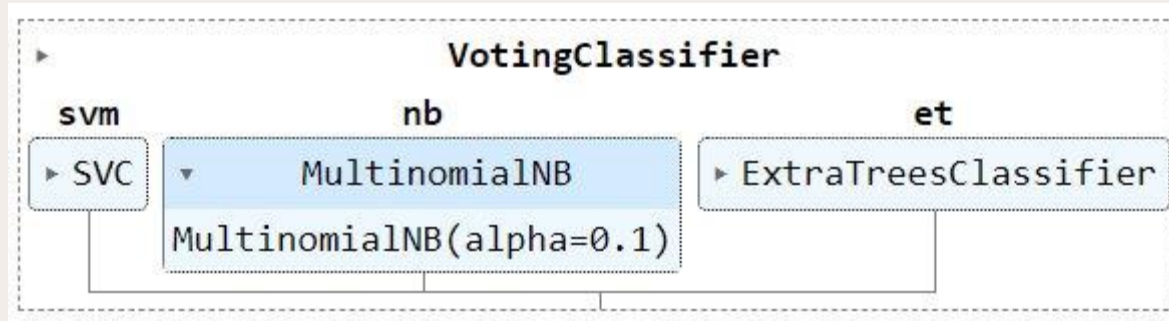 VotingClassifier
svm nb et
SVC MultinomialNB ExtraTreesClassifier
MultinomialNB(alpha=0.1)